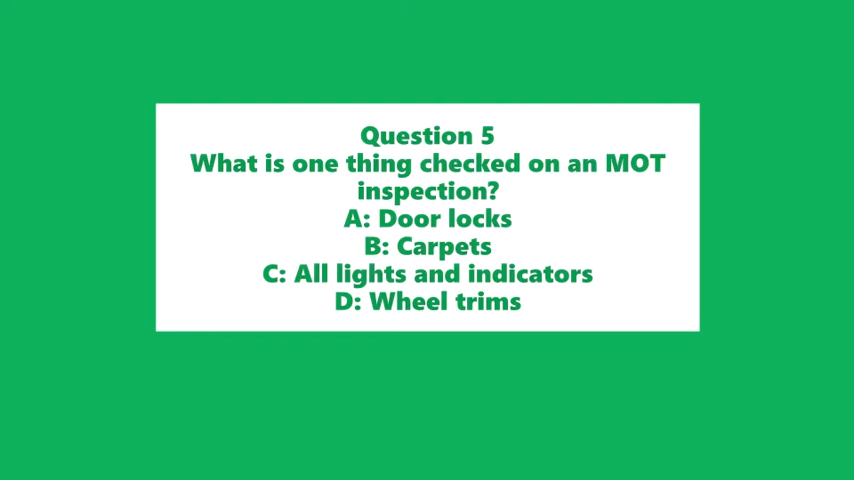 Question 5
What is one thing checked on an MOT
inspection?
A: Door locks
B: Carpets
C: All lights and indicators
D: Wheel trims